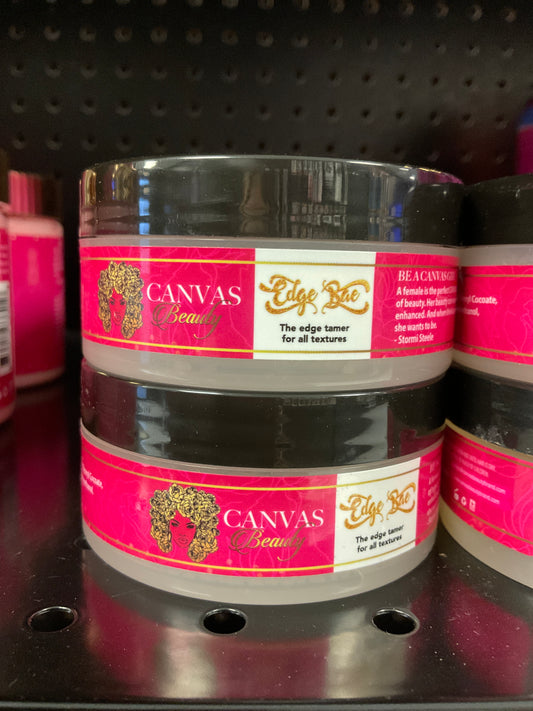 CANVAS
Beauty
Edge Bae
The edge tamer
for all textures
BE A CANVAS
A female is the perfect
of beauty. Her beauty
enhanced. And when
she wants to be.
- Stormi Steele
Cocoate,
CANVAS
Beauty
Edge Bae
The edge tamer
for all textures